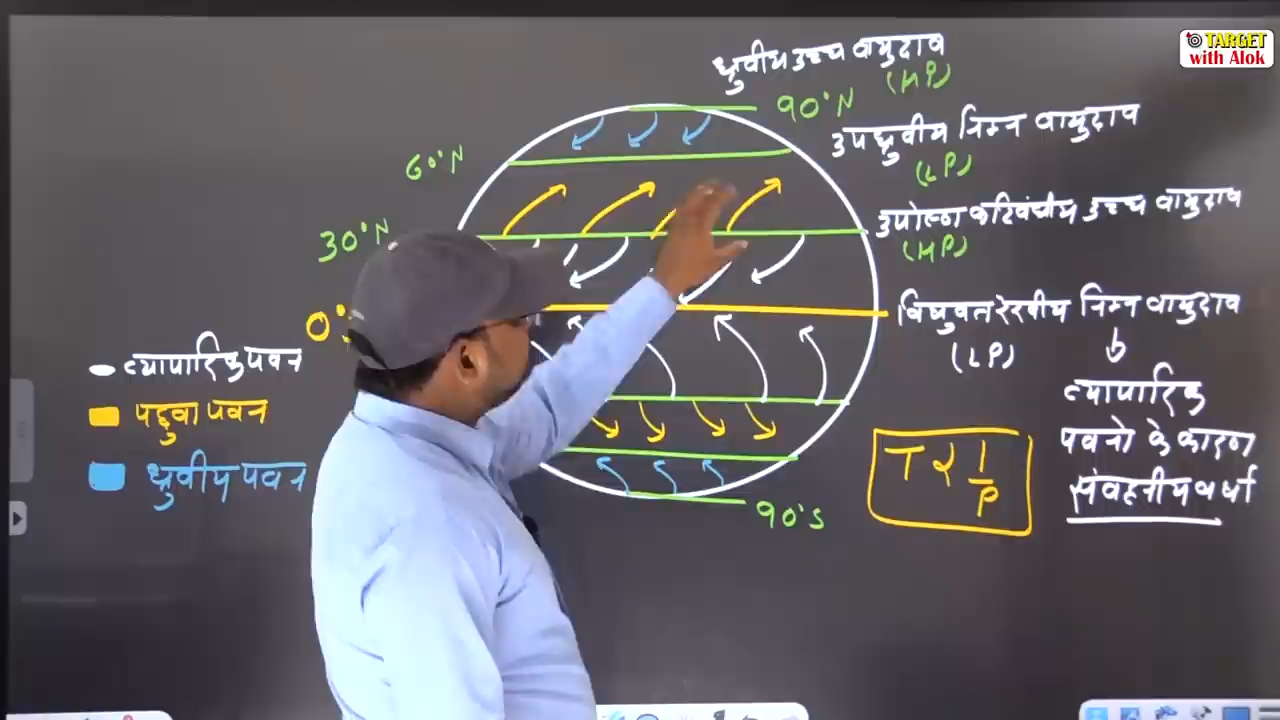 TARGET
with Alok
ध्रुवीय उच्च वायुदाव
(HP)
90°N
उपध्रुवीय निम्न वायुदाव
(LP)
60°N
उपोष्ण कटिबंधीय उच्च वायुदाव
(HP)
30°N
विषुवत रेखीय निम्न वायुदाव
(LP)
0°
व्यापारिक
पवनो के कारण
संवहनीय वर्षा
व्यापारिक पवन
पछुवा पवन
ध्रुवीय पवन
T ∝ 1/P
90°S